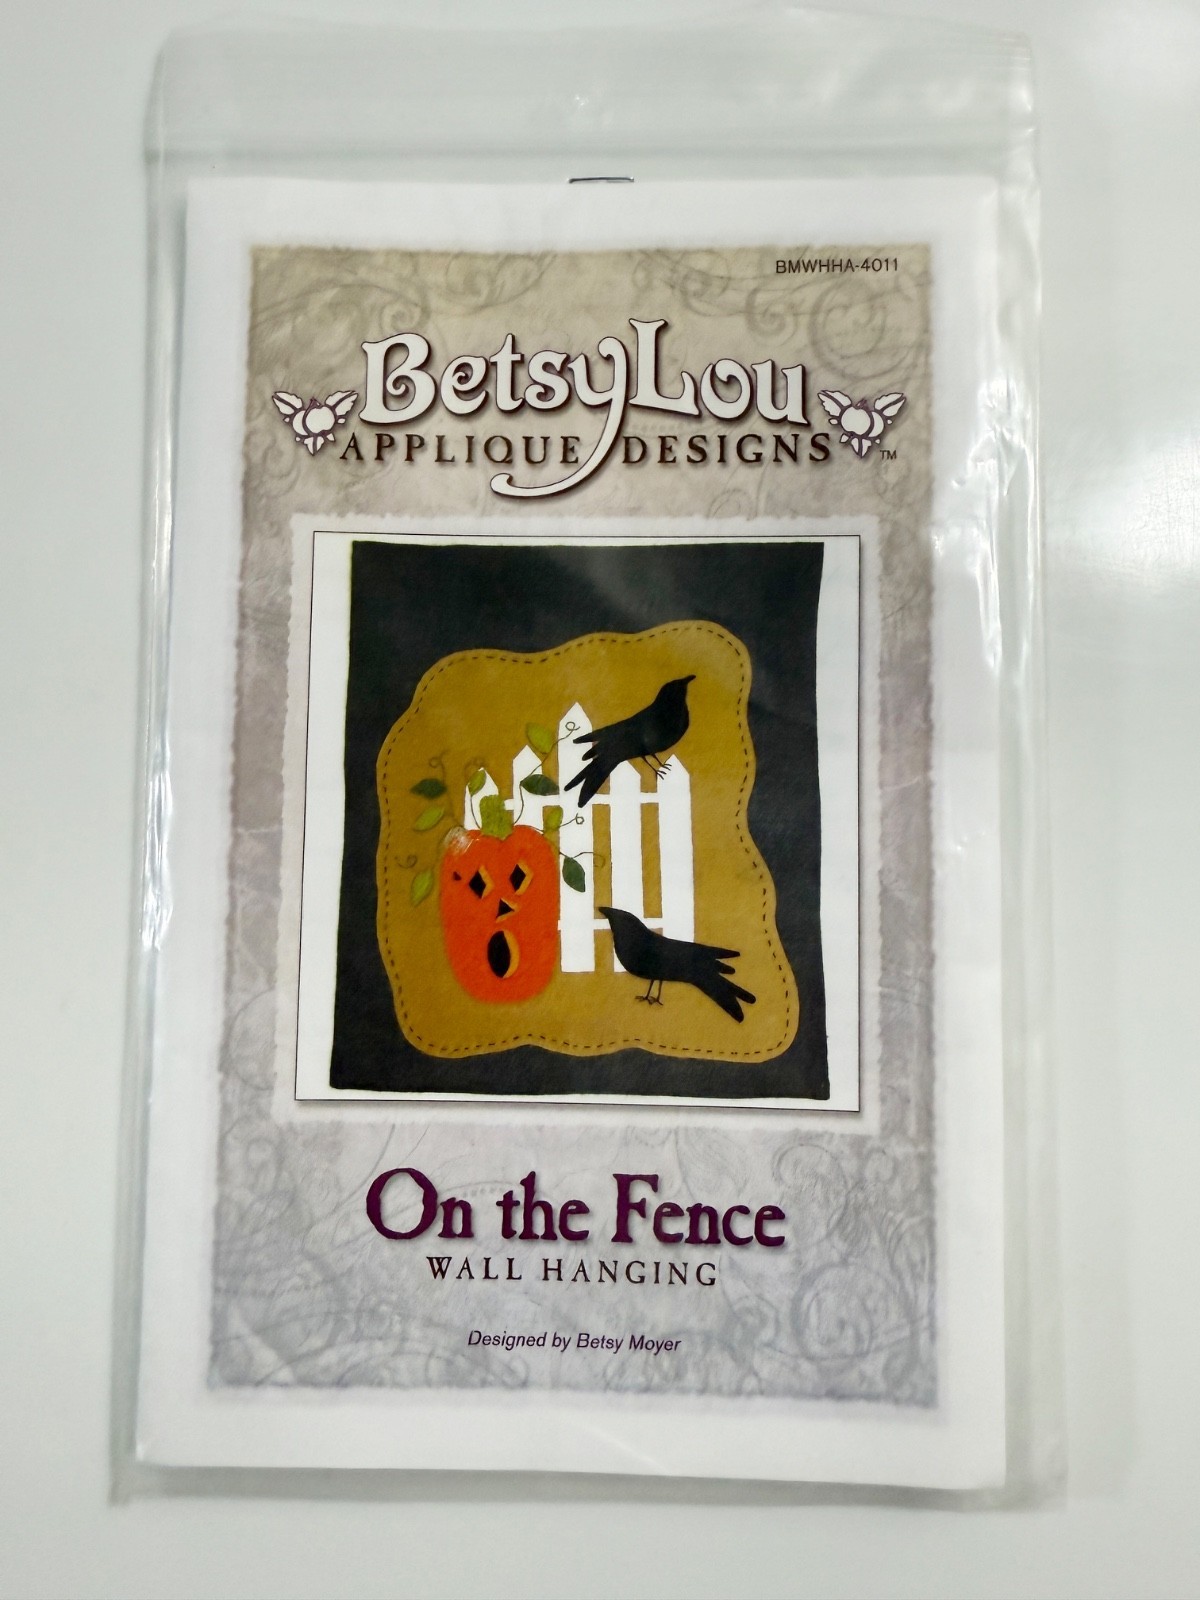 BMWHHA-4011
BetsyLou
APPLIQUE DESIGNS ™
On the Fence
WALL HANGING
Designed by Betsy Moyer